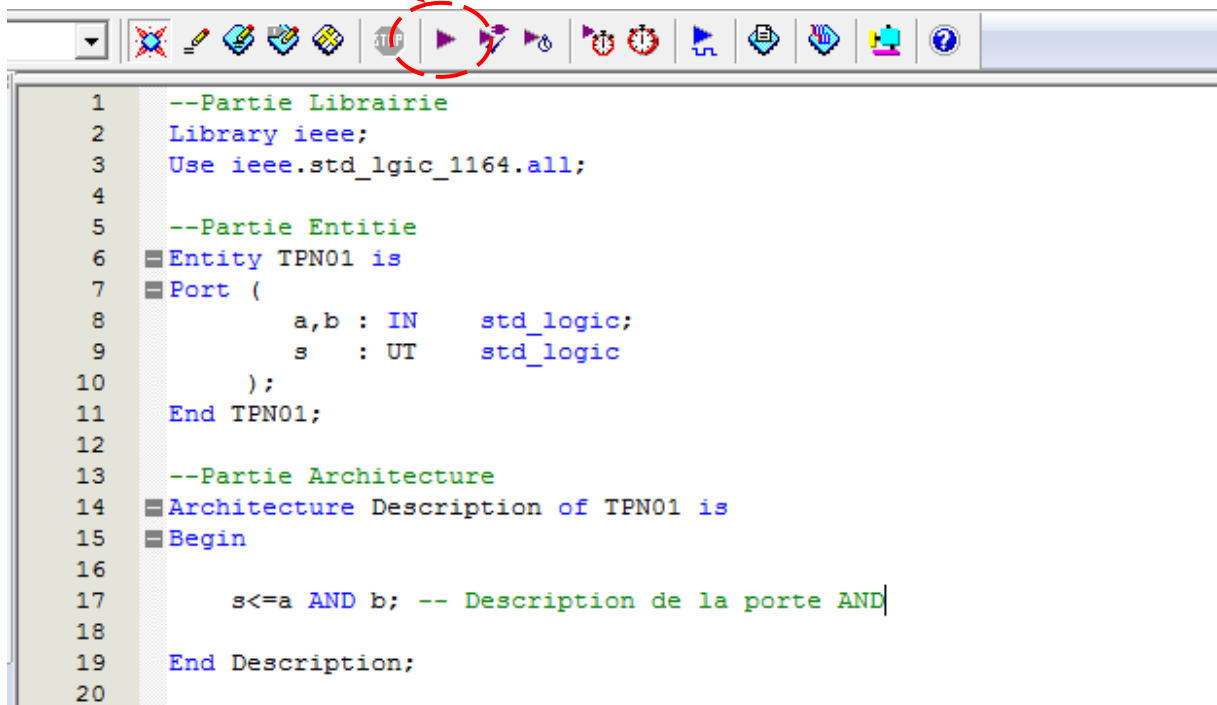 STOP
1 --Partie Librairie
2 Library ieee;
3 Use ieee.std_lgic_1164.all;
4
5 --Partie Entitie
6 Entity TPN01 is
7 Port (
8 a,b : IN std_logic;
9 s : UT std_logic
10 );
11 End TPN01;
12
13 --Partie Architecture
14 Architecture Description of TPN01 is
15 Begin
16
17 s<=a AND b; -- Description de la porte AND
18
19 End Description;
20